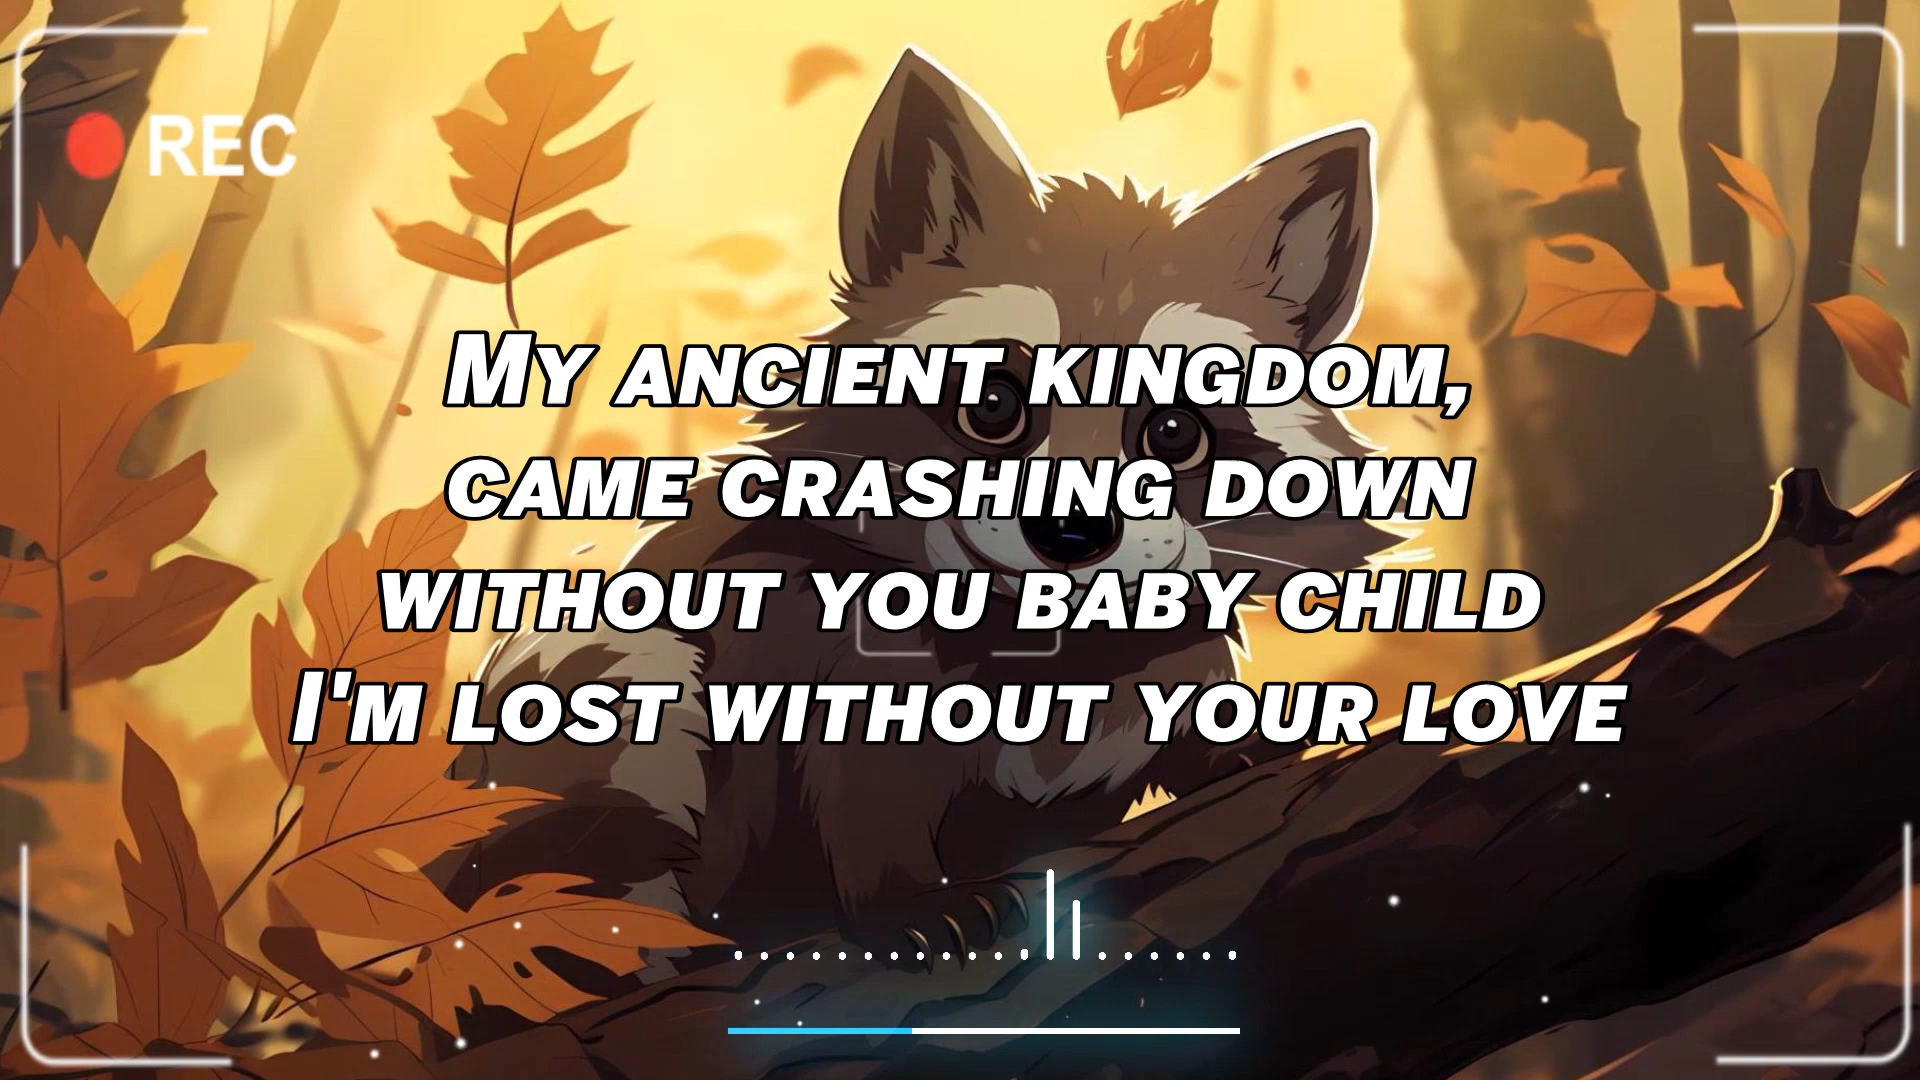 REC
My ancient kingdom,
came crashing down
without you baby child
I'm lost without your love